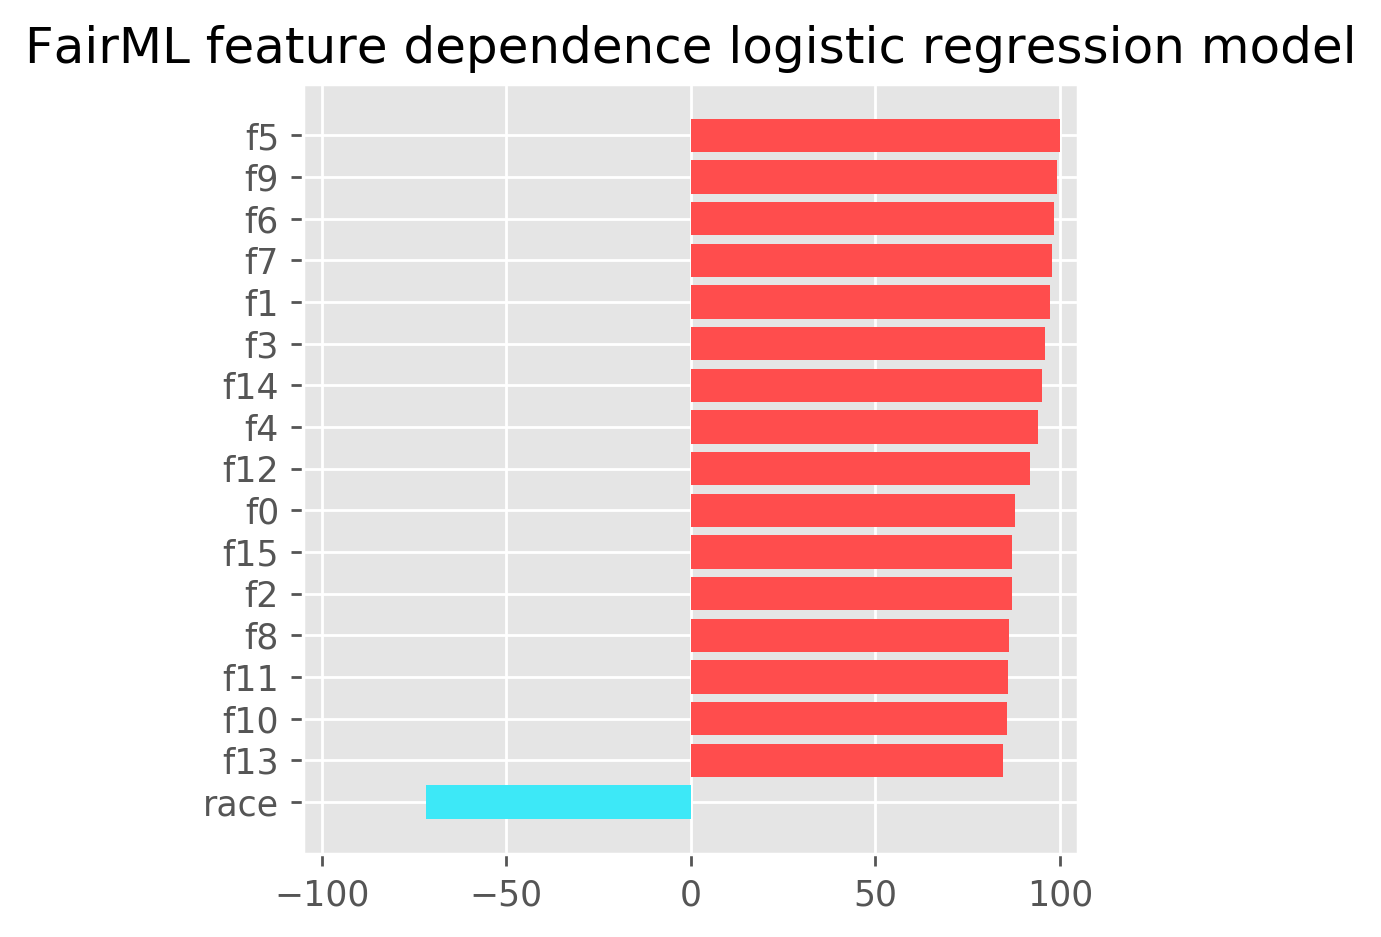 FairML feature dependence logistic regression model
f5
f9
f6
f7
f1
f3
f14
f4
f12
f0
f15
f2
f8
f11
f10
f13
race
−100 −50 0 50 100